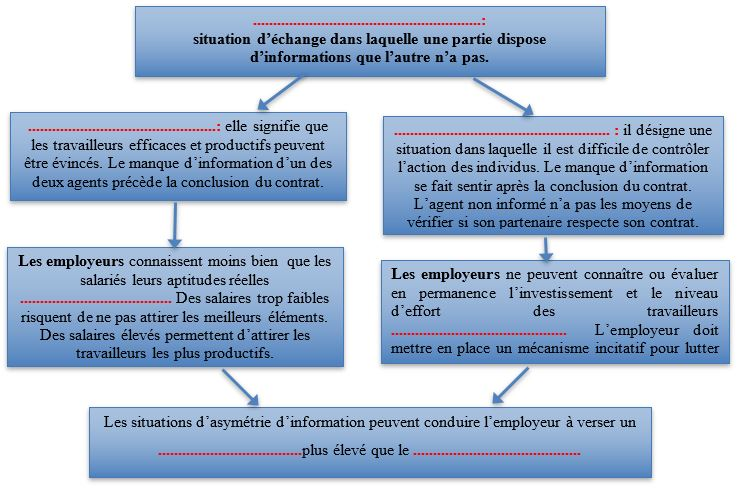 ..........................................................:
situation d’échange dans laquelle une partie dispose
d’informations que l’autre n’a pas.
................................................: elle signifie que
les travailleurs efficaces et productifs peuvent
être évincés. Le manque d’information d’un des
deux agents précède la conclusion du contrat.
....................................................... : il désigne une
situation dans laquelle il est difficile de contrôler
l’action des individus. Le manque d’information
se fait sentir après la conclusion du contrat.
L’agent non informé n’a pas les moyens de
vérifier si son partenaire respecte son contrat.
Les employeurs connaissent moins bien que les
salariés leurs aptitudes réelles
....................................... Des salaires trop faibles
risquent de ne pas attirer les meilleurs éléments.
Des salaires élevés permettent d’attirer les
travailleurs les plus productifs.
Les employeurs ne peuvent connaître ou évaluer
en permanence l’investissement et le niveau
d’effort des travailleurs
............................................. L’employeur doit
mettre en place un mécanisme incitatif pour lutter
Les situations d’asymétrie d’information peuvent conduire l’employeur à verser un
....................................plus élevé que le ...........................................